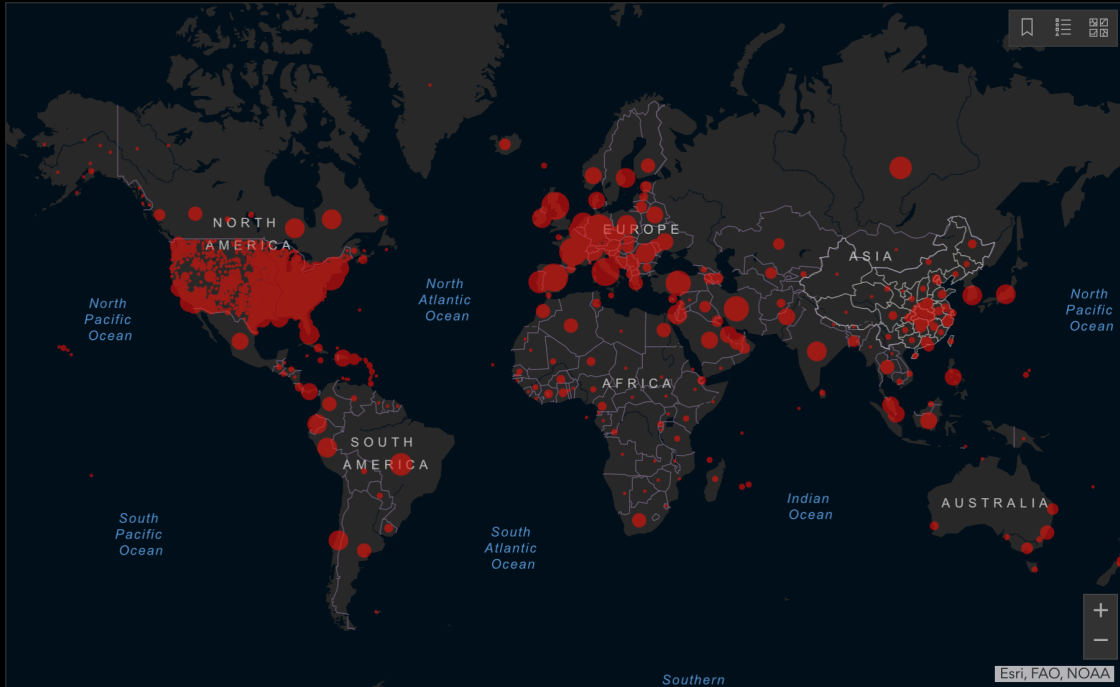 NORTH
AMERICA
EUROPE
ASIA
North
Atlantic
Ocean
North
Pacific
Ocean
North
Pacific
Ocean
AFRICA
SOUTH
AMERICA
Indian
Ocean
AUSTRALIA
South
Pacific
Ocean
South
Atlantic
Ocean
+
−
Esri, FAO, NOAA
Southern